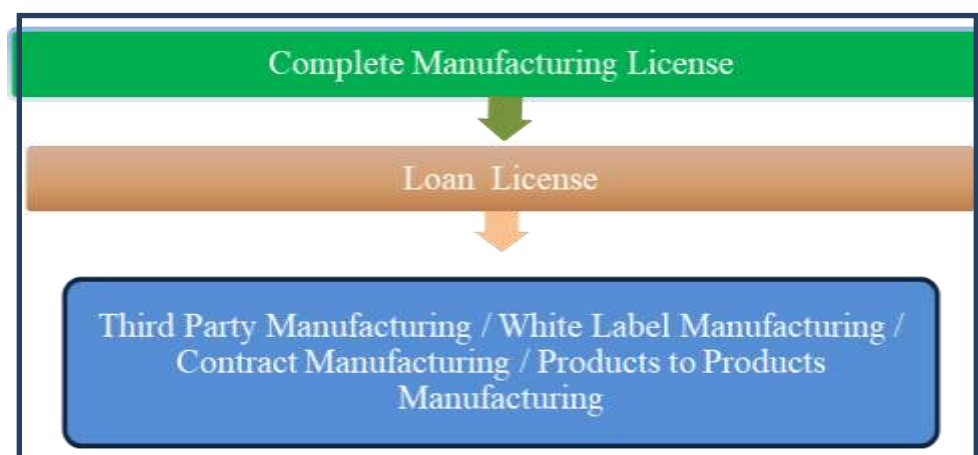 Complete Manufacturing License
Loan License
Third Party Manufacturing / White Label Manufacturing /
Contract Manufacturing / Products to Products
Manufacturing